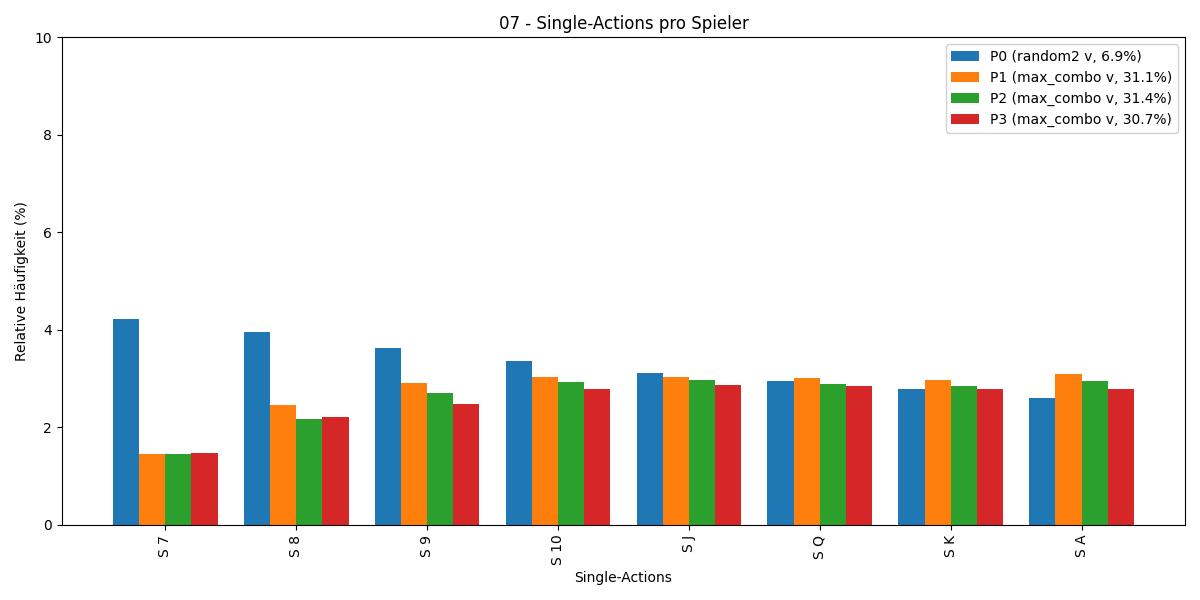 07 - Single-Actions pro Spieler
10
8
6
4
2
0
Relative Häufigkeit (%)
P0 (random2 v, 6.9%)
P1 (max_combo v, 31.1%)
P2 (max_combo v, 31.4%)
P3 (max_combo v, 30.7%)
S 7
S 8
S 9
S 10
S J
S Q
S K
S A
Single-Actions